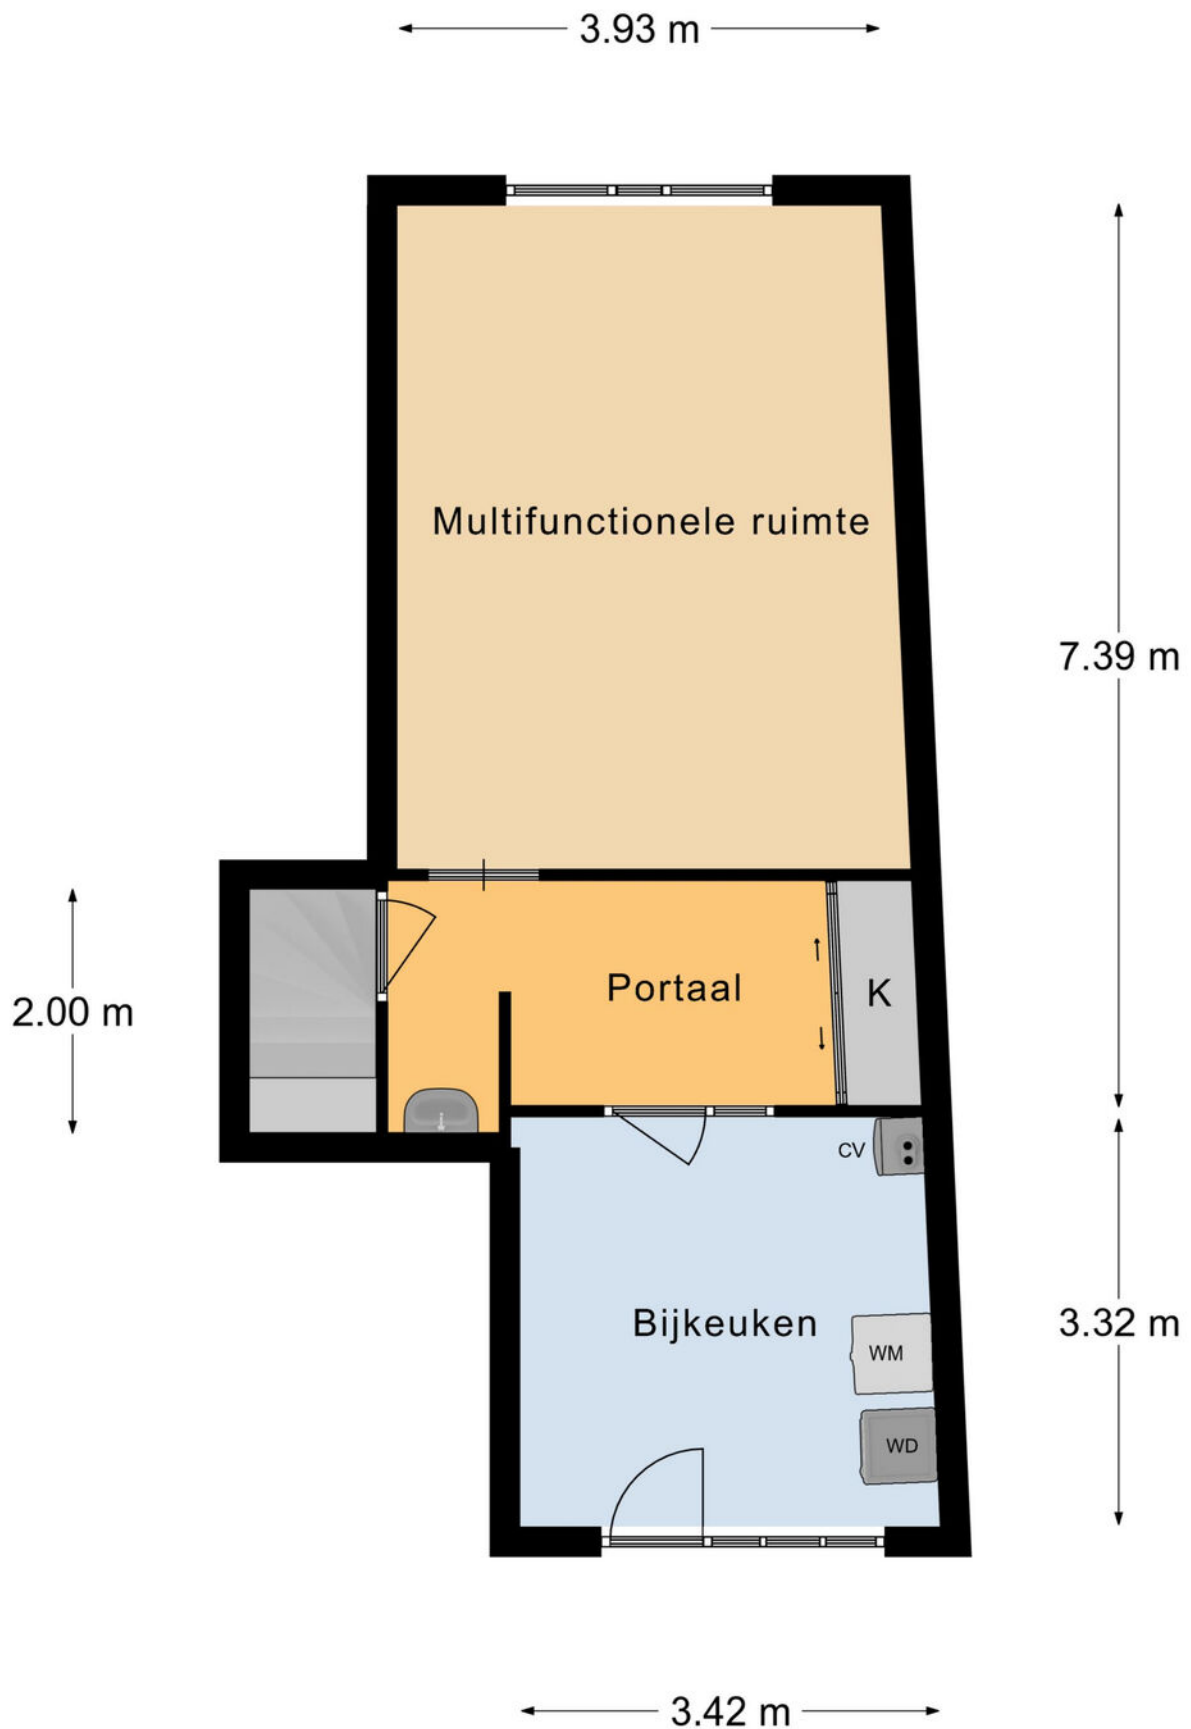 3.93 m
Multifunctionele ruimte
7.39 m
Portaal
K
2.00 m
CV
Bijkeuken
3.32 m
WM
WD
3.42 m